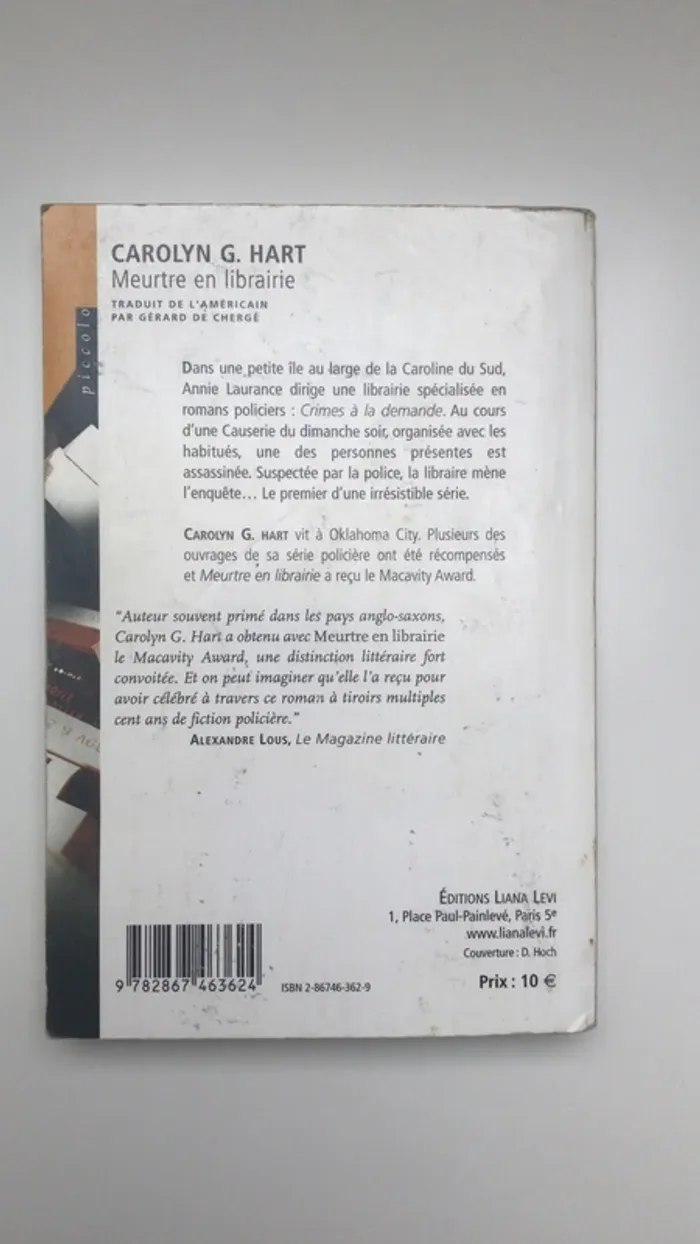 CAROLYN G. HART
Meurtre en librairie
TRADUIT DE L'AMÉRICAIN
PAR GÉRARD DE CHERGÉ
piccolo
Dans une petite île au large de la Caroline du Sud,
Annie Laurance dirige une librairie spécialisée en
romans policiers : Crimes à la demande. Au cours
d'une Causerie du dimanche soir, organisée avec les
habitués, une des personnes présentes est
assassinée. Suspectée par la police, la libraire mène
l'enquête... Le premier d'une irrésistible série.
CAROLYN G. HART vit à Oklahoma City. Plusieurs des
ouvrages de sa série policière ont été récompensés
et Meurtre en librairie a reçu le Macavity Award.
"Auteur souvent primé dans les pays anglo-saxons,
Carolyn G. Hart a obtenu avec Meurtre en librairie
le Macavity Award, une distinction littéraire fort
convoitée. Et on peut imaginer qu'elle l'a reçu pour
avoir célébré à travers ce roman à tiroirs multiples
cent ans de fiction policière."
ALEXANDRE LOUS, Le Magazine littéraire
ÉDITIONS LIANA LEVI
1, Place Paul-Painlevé, Paris 5e
www.lianalevi.fr
Couverture : D. Hoch
Prix : 10 €
9 782867 463624
ISBN 2-86746-362-9